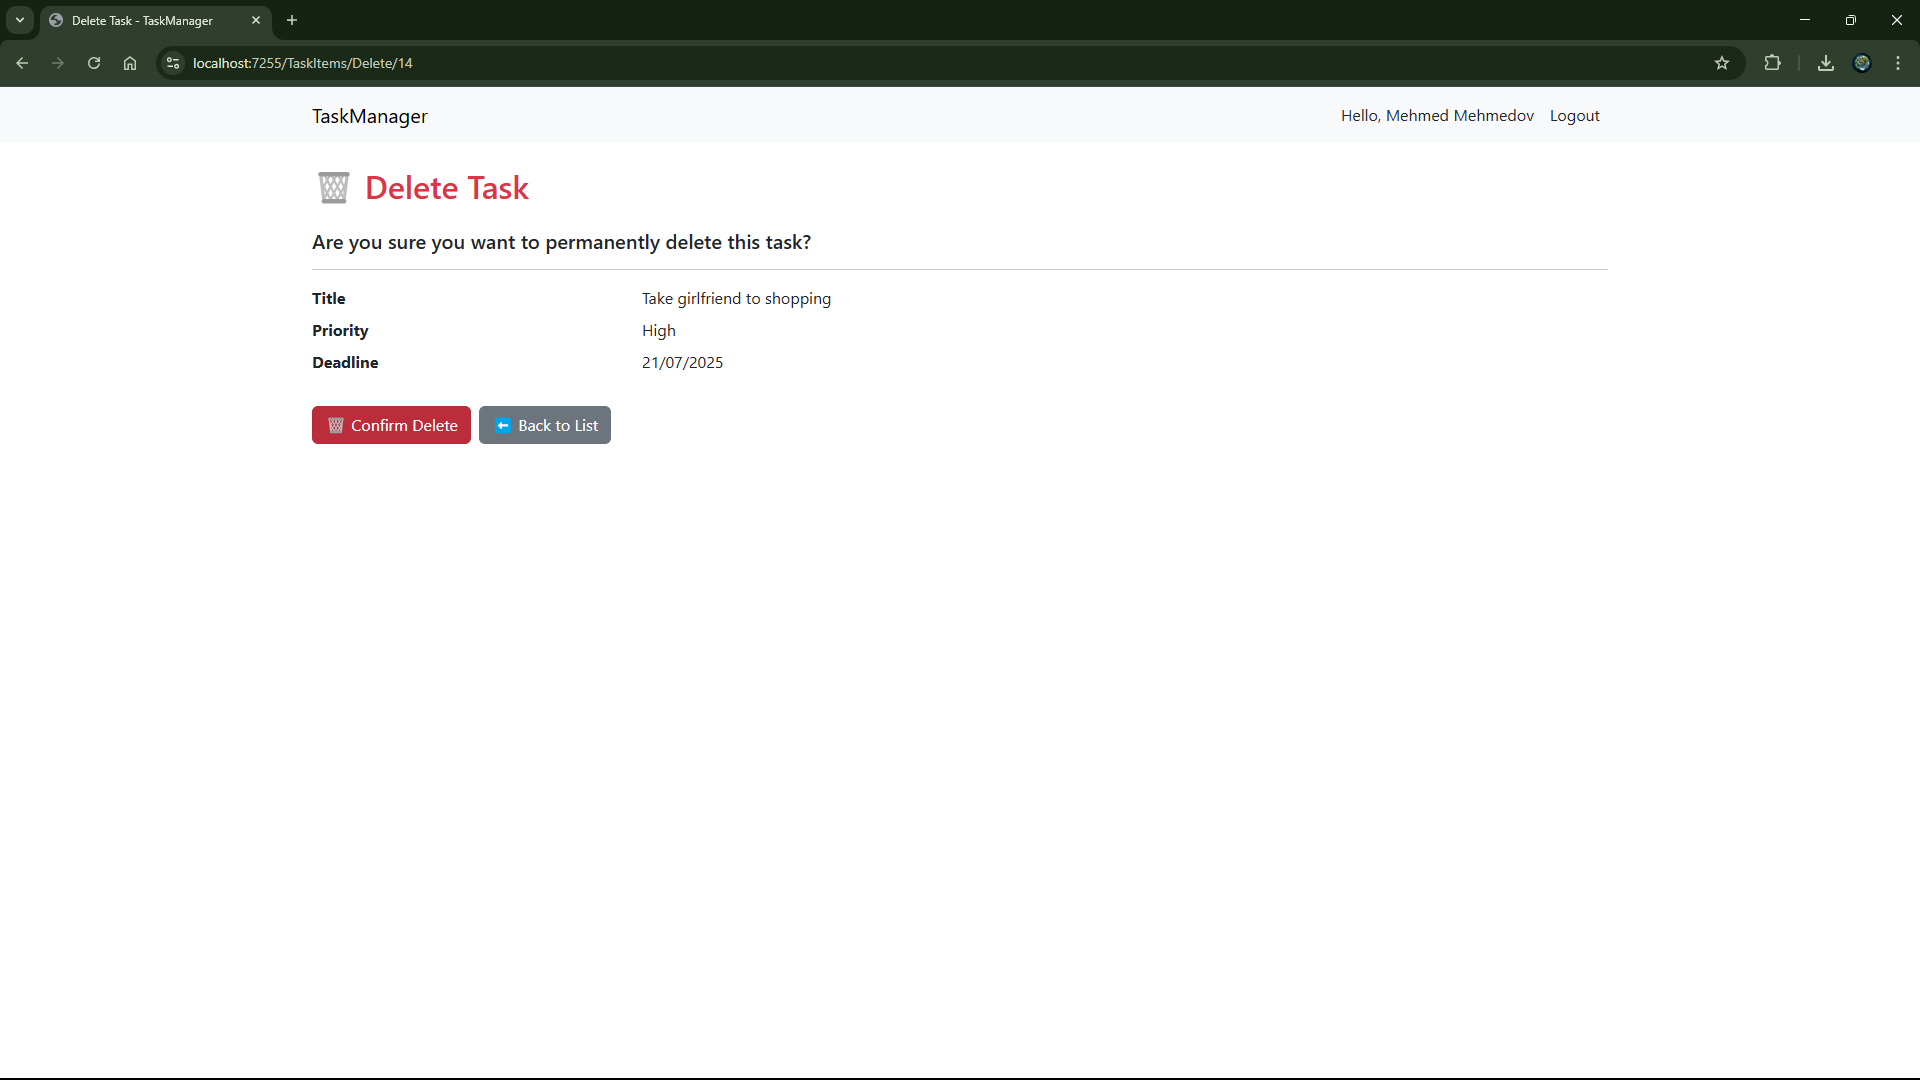 Delete Task - TaskManager
localhost:7255/TaskItems/Delete/14
TaskManager
Hello, Mehmed Mehmedov Logout
Delete Task
Are you sure you want to permanently delete this task?
Title Take girlfriend to shopping
Priority High
Deadline 21/07/2025
Confirm Delete Back to List